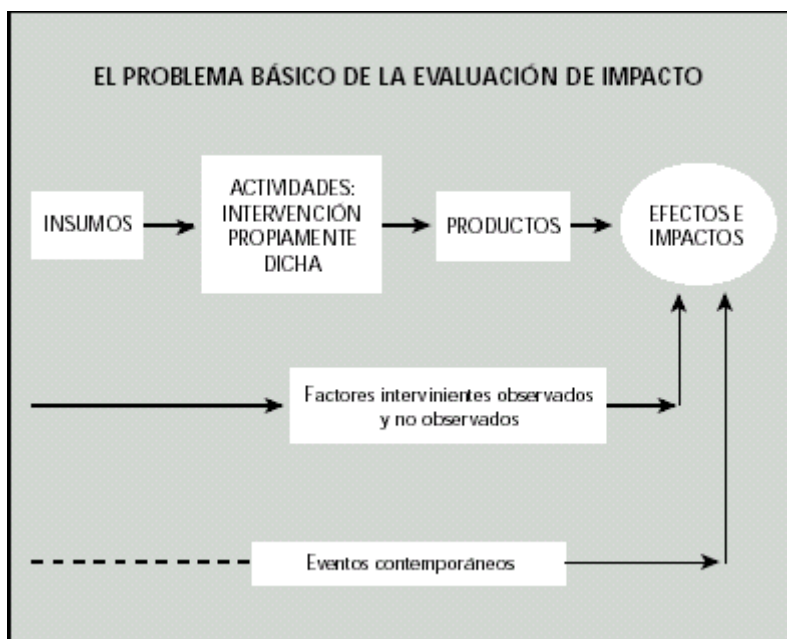 EL PROBLEMA BÁSICO DE LA EVALUACIÓN DE IMPACTO
INSUMOS
ACTIVIDADES:
INTERVENCIÓN
PROPIAMENTE
DICHA
PRODUCTOS
EFECTOS E
IMPACTOS
Factores intervinientes observados
y no observados
Eventos contemporáneos